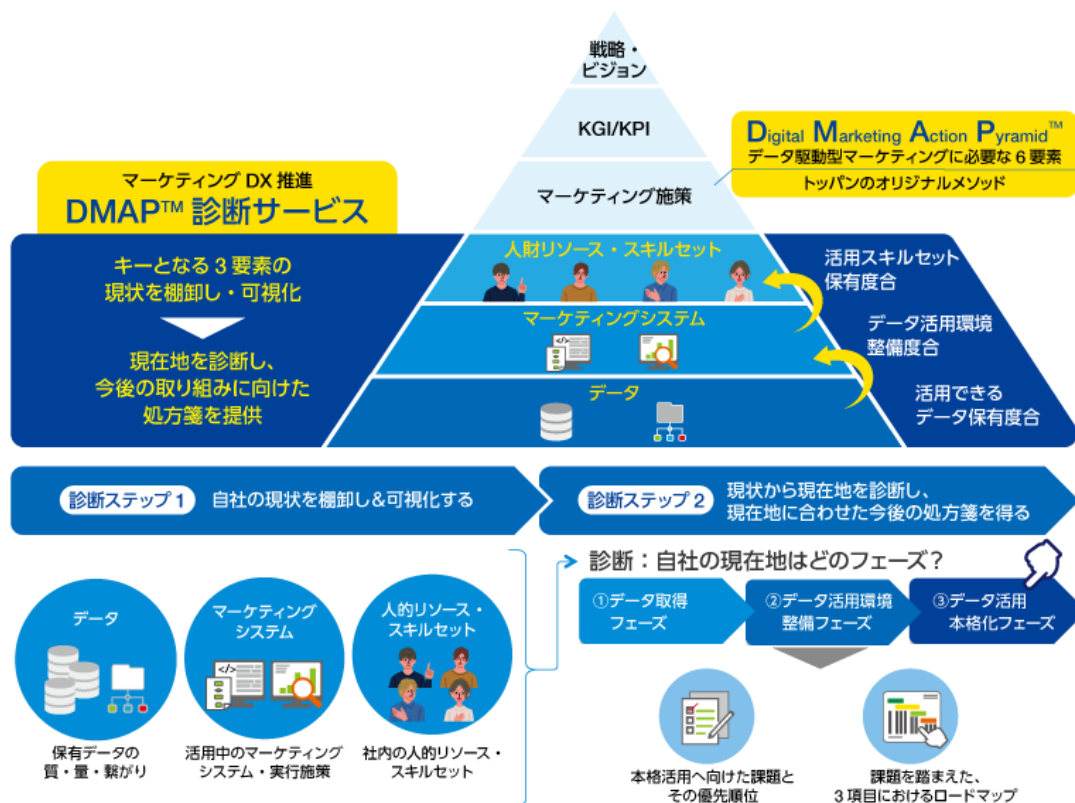 戦略・
ビジョン
KGI/KPI
マーケティング施策
Digital Marketing Action Pyramid™
データ駆動型マーケティングに必要な6要素
トッパンのオリジナルメソッド
マーケティングDX推進
DMAP™ 診断サービス
キーとなる3要素の
現状を棚卸し・可視化
現在地を診断し、
今後の取り組みに向けた
処方箋を提供
人財リソース・スキルセット
マーケティングシステム
</>
データ
活用スキルセット
保有度合
データ活用環境
整備度合
活用できる
データ保有度合
診断ステップ1 自社の現状を棚卸し&可視化する
診断ステップ2 現状から現在地を診断し、
現在地に合わせた今後の処方箋を得る
データ
保有データの
質・量・繋がり
マーケティング
システム
</>
活用中のマーケティング
システム・実行施策
人的リソース・
スキルセット
社内の人的リソース・
スキルセット
診断：自社の現在地はどのフェーズ？
①データ取得
フェーズ
②データ活用環境
整備フェーズ
③データ活用
本格化フェーズ
本格活用へ向けた課題と
その優先順位
課題を踏まえた、
3項目におけるロードマップ